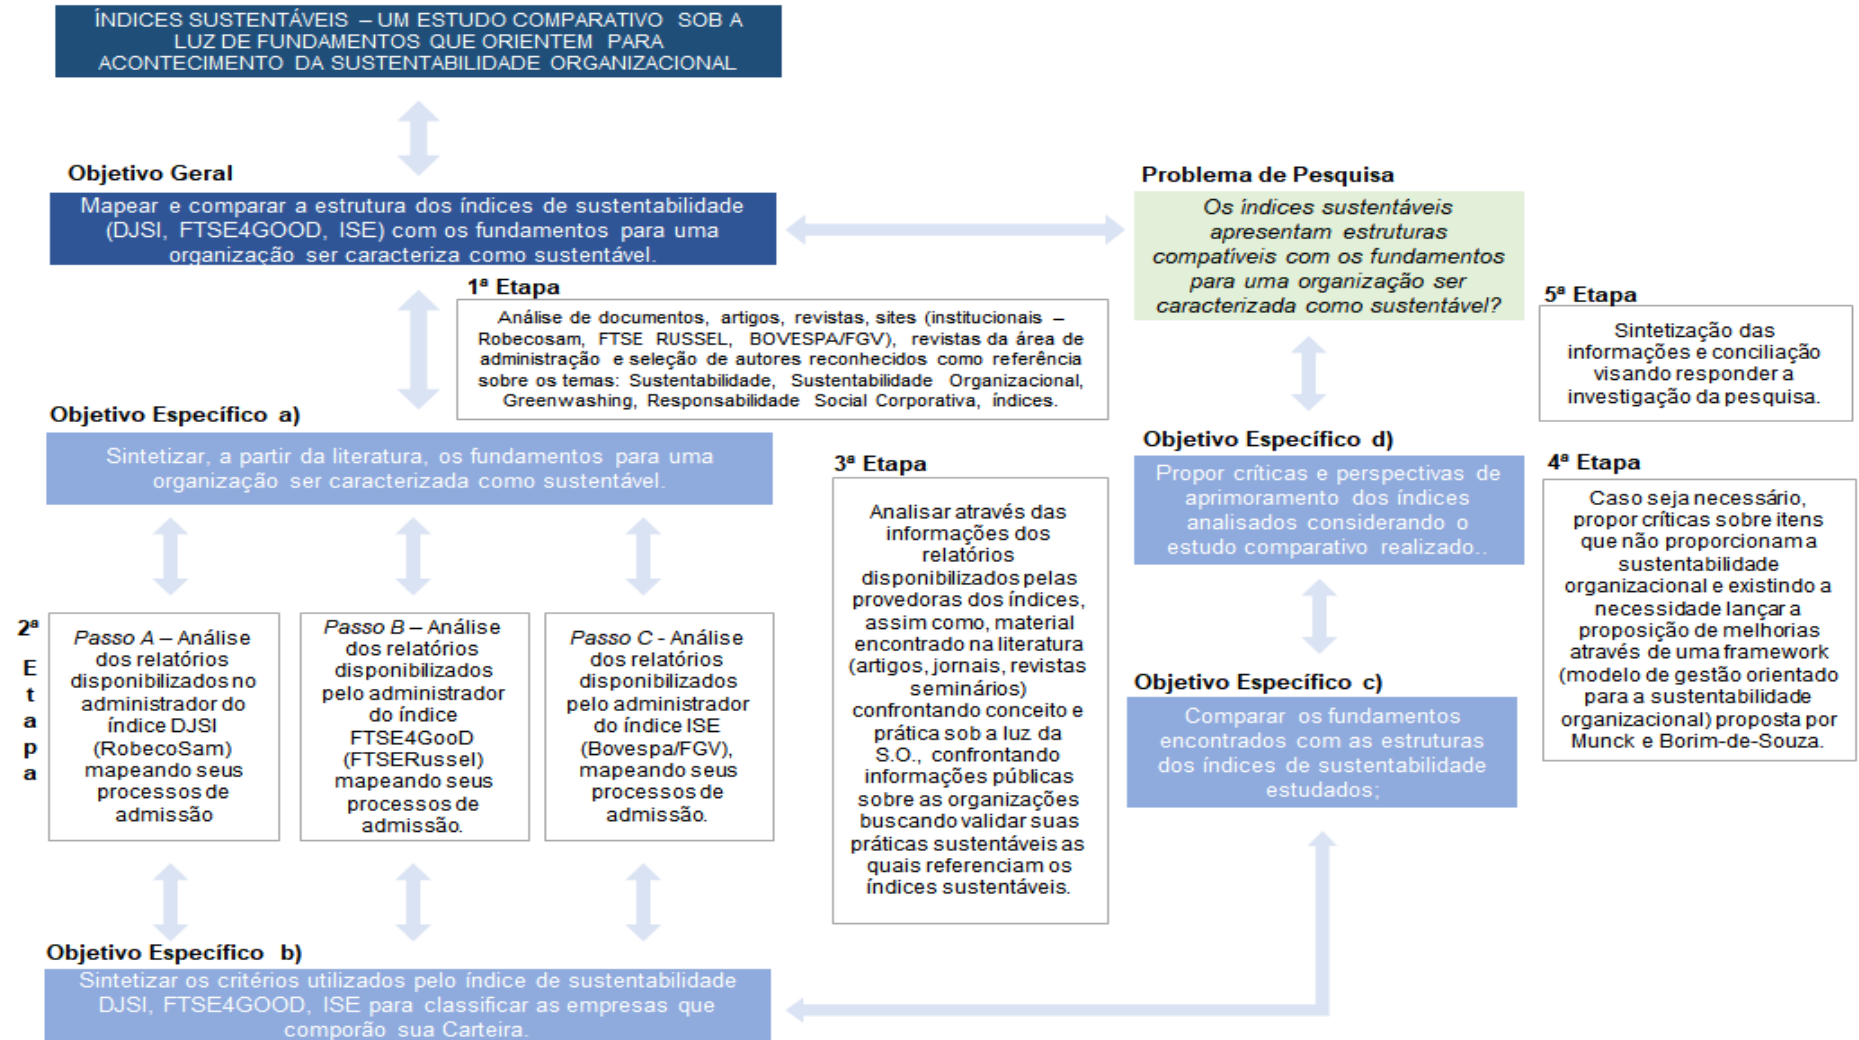 ÍNDICES SUSTENTÁVEIS – UM ESTUDO COMPARATIVO SOB A
LUZ DE FUNDAMENTOS QUE ORIENTEM PARA
ACONTECIMENTO DA SUSTENTABILIDADE ORGANIZACIONAL
Objetivo Geral
Mapear e comparar a estrutura dos índices de sustentabilidade
(DJSI, FTSE4GOOD, ISE) com os fundamentos para uma
organização ser caracteriza como sustentável.
Problema de Pesquisa
Os índices sustentáveis
apresentam estruturas
compatíveis com os fundamentos
para uma organização ser
caracterizada como sustentável?
1ª Etapa
Análise de documentos, artigos, revistas, sites (institucionais –
Robecosam, FTSE RUSSEL, BOVESPA/FGV), revistas da área de
administração e seleção de autores reconhecidos como referência
sobre os temas: Sustentabilidade, Sustentabilidade Organizacional,
Greenwashing, Responsabilidade Social Corporativa, índices.
5ª Etapa
Sintetização das
informações e conciliação
visando responder a
investigação da pesquisa.
Objetivo Específico a)
Sintetizar, a partir da literatura, os fundamentos para uma
organização ser caracterizada como sustentável.
3ª Etapa
Analisar através das
informações dos
relatórios
disponibilizados pelas
provedoras dos índices,
assim como, material
encontrado na literatura
(artigos, jornais, revistas
seminários)
confrontando conceito e
prática sob a luz da
S.O., confrontando
informações públicas
sobre as organizações
buscando validar suas
práticas sustentáveis as
quais referenciam os
índices sustentáveis.
Objetivo Específico d)
Propor críticas e perspectivas de
aprimoramento dos índices
analisados considerando o
estudo comparativo realizado..
4ª Etapa
Caso seja necessário,
propor críticas sobre itens
que não proporcionam a
sustentabilidade
organizacional e existindo a
necessidade lançar a
proposição de melhorias
através de uma framework
(modelo de gestão orientado
para a sustentabilidade
organizacional) proposta por
Munck e Borim-de-Souza.
2ª
E
t
a
p
a
Passo A – Análise
dos relatórios
disponibilizados no
administrador do
índice DJSI
(RobecoSam)
mapeando seus
processos de
admissão
Passo B – Análise
dos relatórios
disponibilizados
pelo administrador
do índice
FTSE4GooD
(FTSERussel)
mapeando seus
processos de
admissão.
Passo C - Análise
dos relatórios
disponibilizados
pelo administrador
do índice ISE
(Bovespa/FGV),
mapeando seus
processos de
admissão.
Objetivo Específico c)
Comparar os fundamentos
encontrados com as estruturas
dos índices de sustentabilidade
estudados;
Objetivo Específico b)
Sintetizar os critérios utilizados pelo índice de sustentabilidade
DJSI, FTSE4GOOD, ISE para classificar as empresas que
comporão sua Carteira.